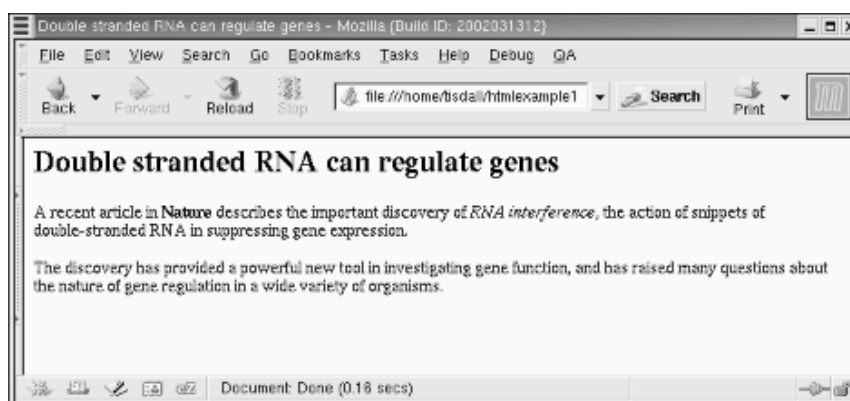 Double stranded RNA can regulate genes - Mozilla {Build ID: 2002031312}
File Edit View Search Go Bookmarks Tasks Help Debug QA
Back Forward Reload Stop file:///home/tisdall/htmlexample1 Search Print
Double stranded RNA can regulate genes
A recent article in Nature describes the important discovery of RNA interference, the action of snippets of
double-stranded RNA in suppressing gene expression.
The discovery has provided a powerful new tool in investigating gene function, and has raised many questions about
the nature of gene regulation in a wide variety of organisms.
Document: Done (0.16 secs)